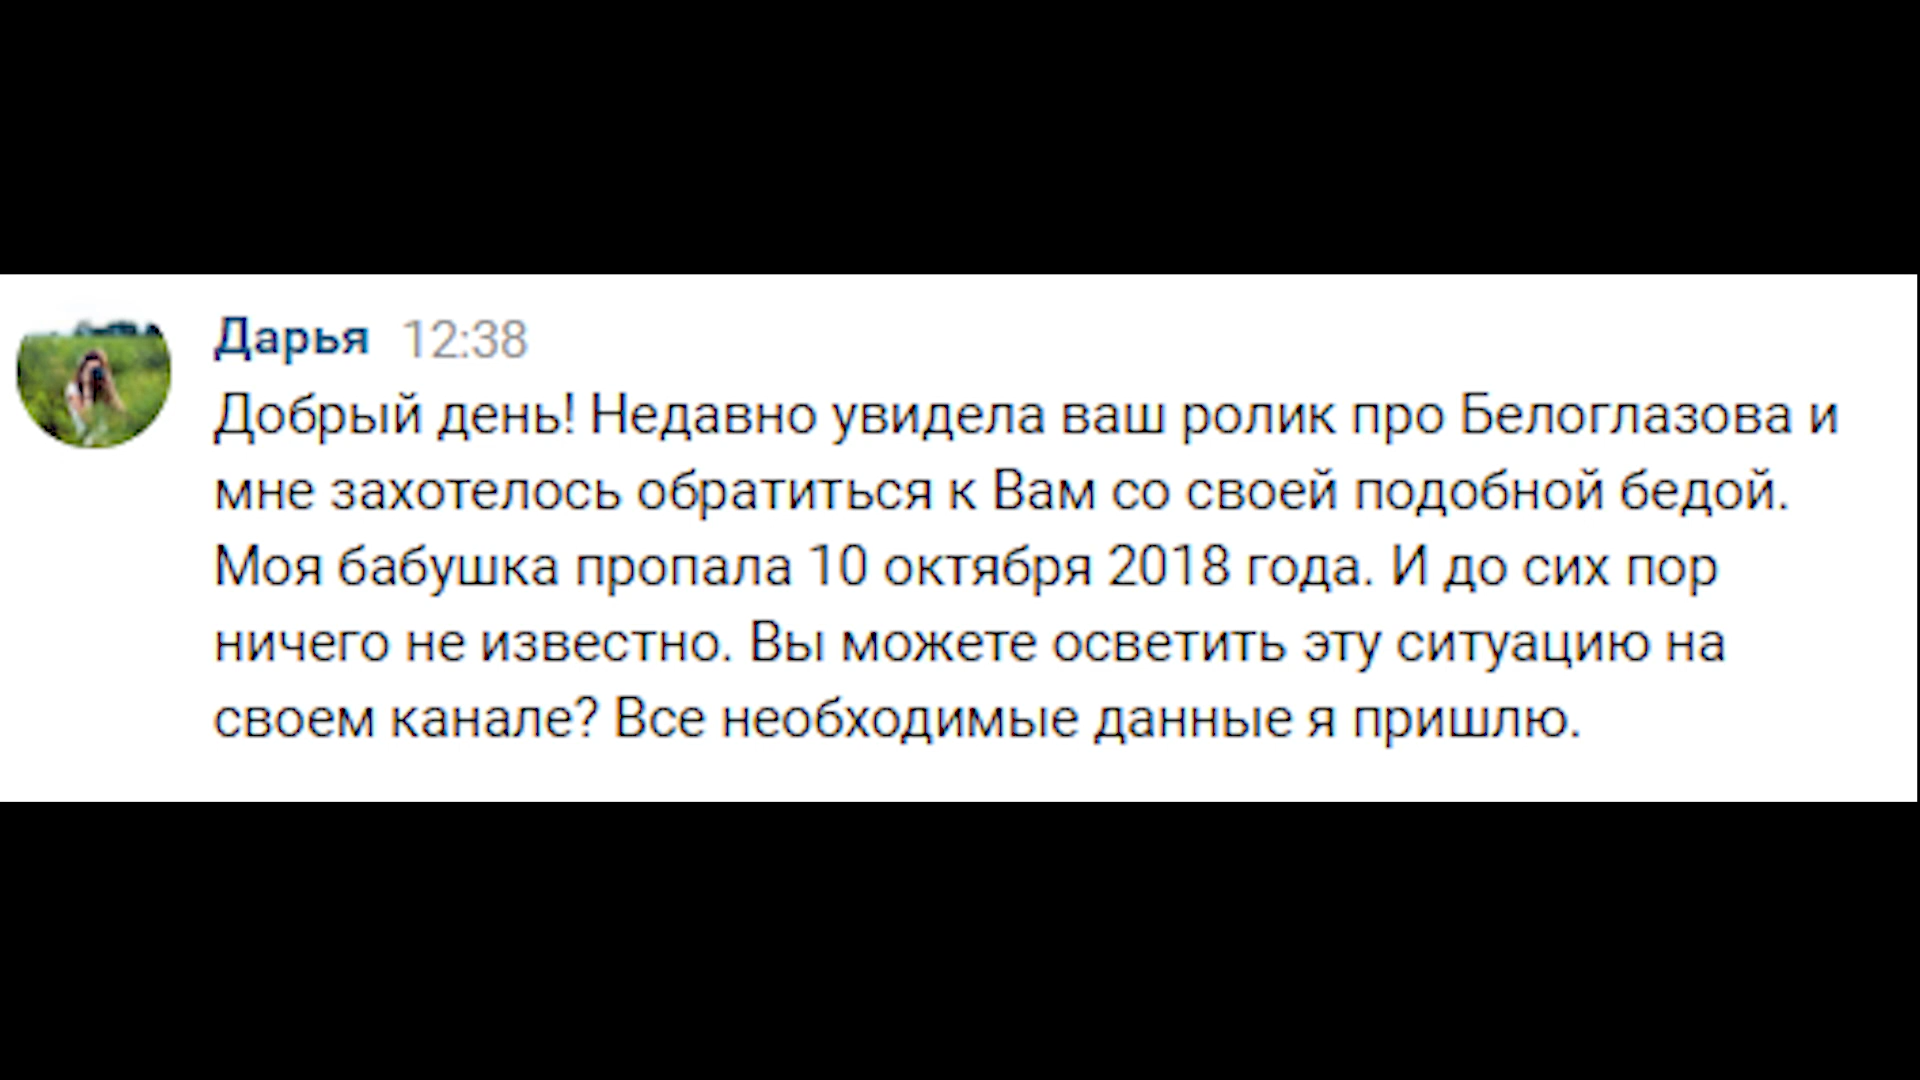 Дарья 12:38
Добрый день! Недавно увидела ваш ролик про Белоглазова и
мне захотелось обратиться к Вам со своей подобной бедой.
Моя бабушка пропала 10 октября 2018 года. И до сих пор
ничего не известно. Вы можете осветить эту ситуацию на
своем канале? Все необходимые данные я пришлю.